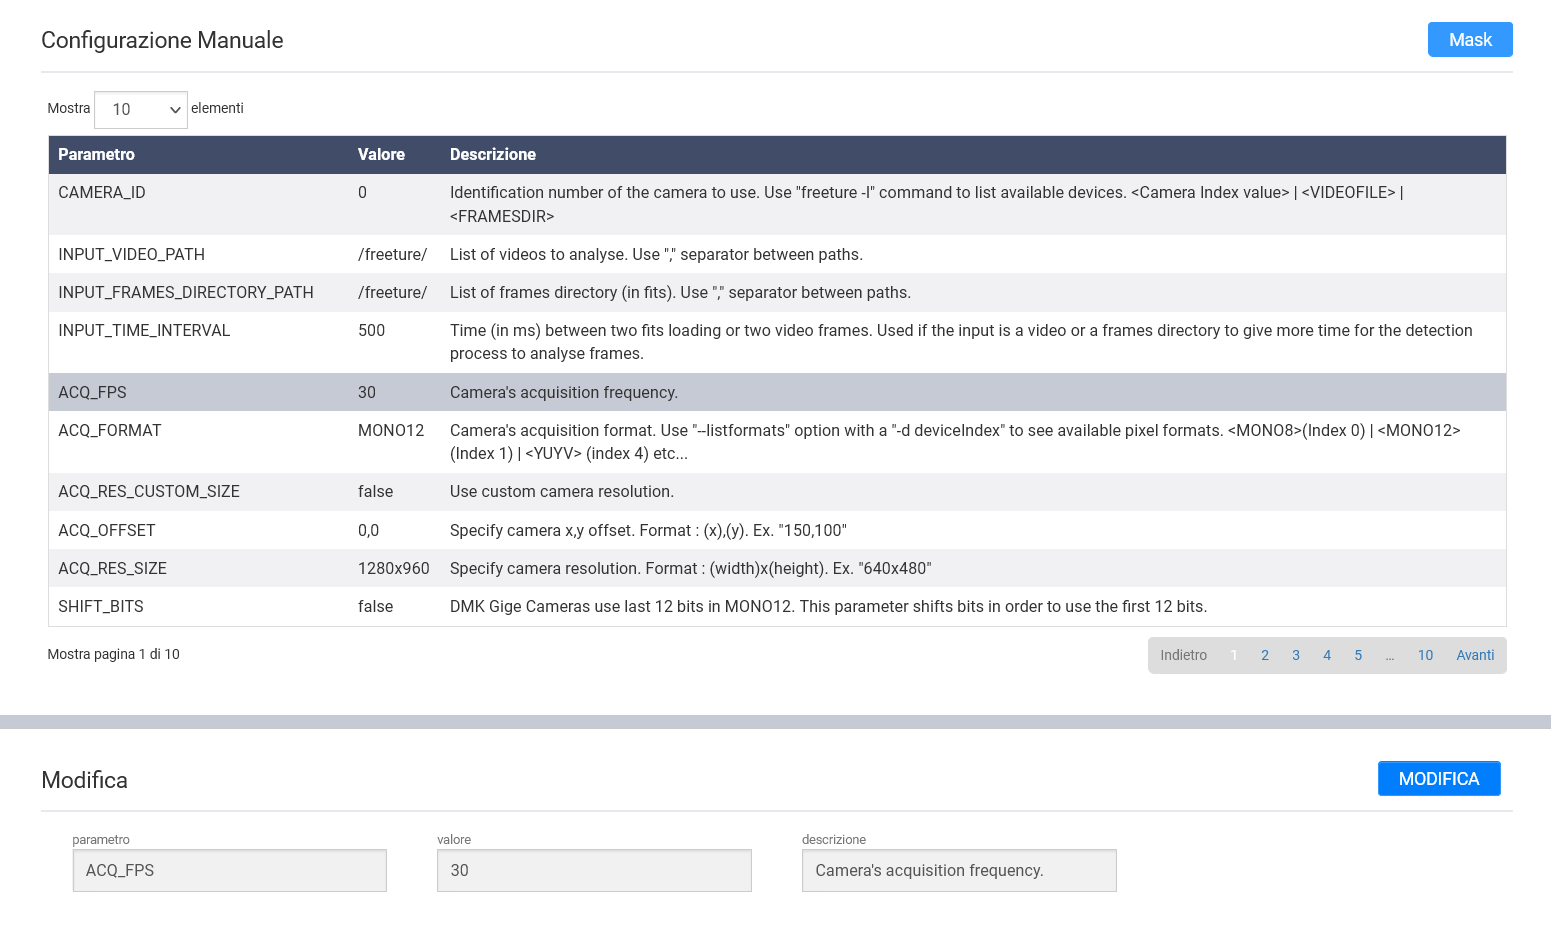 Configurazione Manuale
Mask
Mostra 10 elementi
Parametro Valore Descrizione
CAMERA_ID 0 Identification number of the camera to use. Use "freeture -l" command to list available devices. <Camera Index value> | <VIDEOFILE> |
<FRAMESDIR>
INPUT_VIDEO_PATH /freeture/ List of videos to analyse. Use "," separator between paths.
INPUT_FRAMES_DIRECTORY_PATH /freeture/ List of frames directory (in fits). Use "," separator between paths.
INPUT_TIME_INTERVAL 500 Time (in ms) between two fits loading or two video frames. Used if the input is a video or a frames directory to give more time for the detection
process to analyse frames.
ACQ_FPS 30 Camera's acquisition frequency.
ACQ_FORMAT MONO12 Camera's acquisition format. Use "--listformats" option with a "-d deviceIndex" to see available pixel formats. <MONO8>(Index 0) | <MONO12>
(Index 1) | <YUYV> (index 4) etc...
ACQ_RES_CUSTOM_SIZE false Use custom camera resolution.
ACQ_OFFSET 0,0 Specify camera x,y offset. Format : (x),(y). Ex. "150,100"
ACQ_RES_SIZE 1280x960 Specify camera resolution. Format : (width)x(height). Ex. "640x480"
SHIFT_BITS false DMK Gige Cameras use last 12 bits in MONO12. This parameter shifts bits in order to use the first 12 bits.
Mostra pagina 1 di 10
Indietro 1 2 3 4 5 … 10 Avanti
Modifica
MODIFICA
parametro valore descrizione
ACQ_FPS 30 Camera's acquisition frequency.